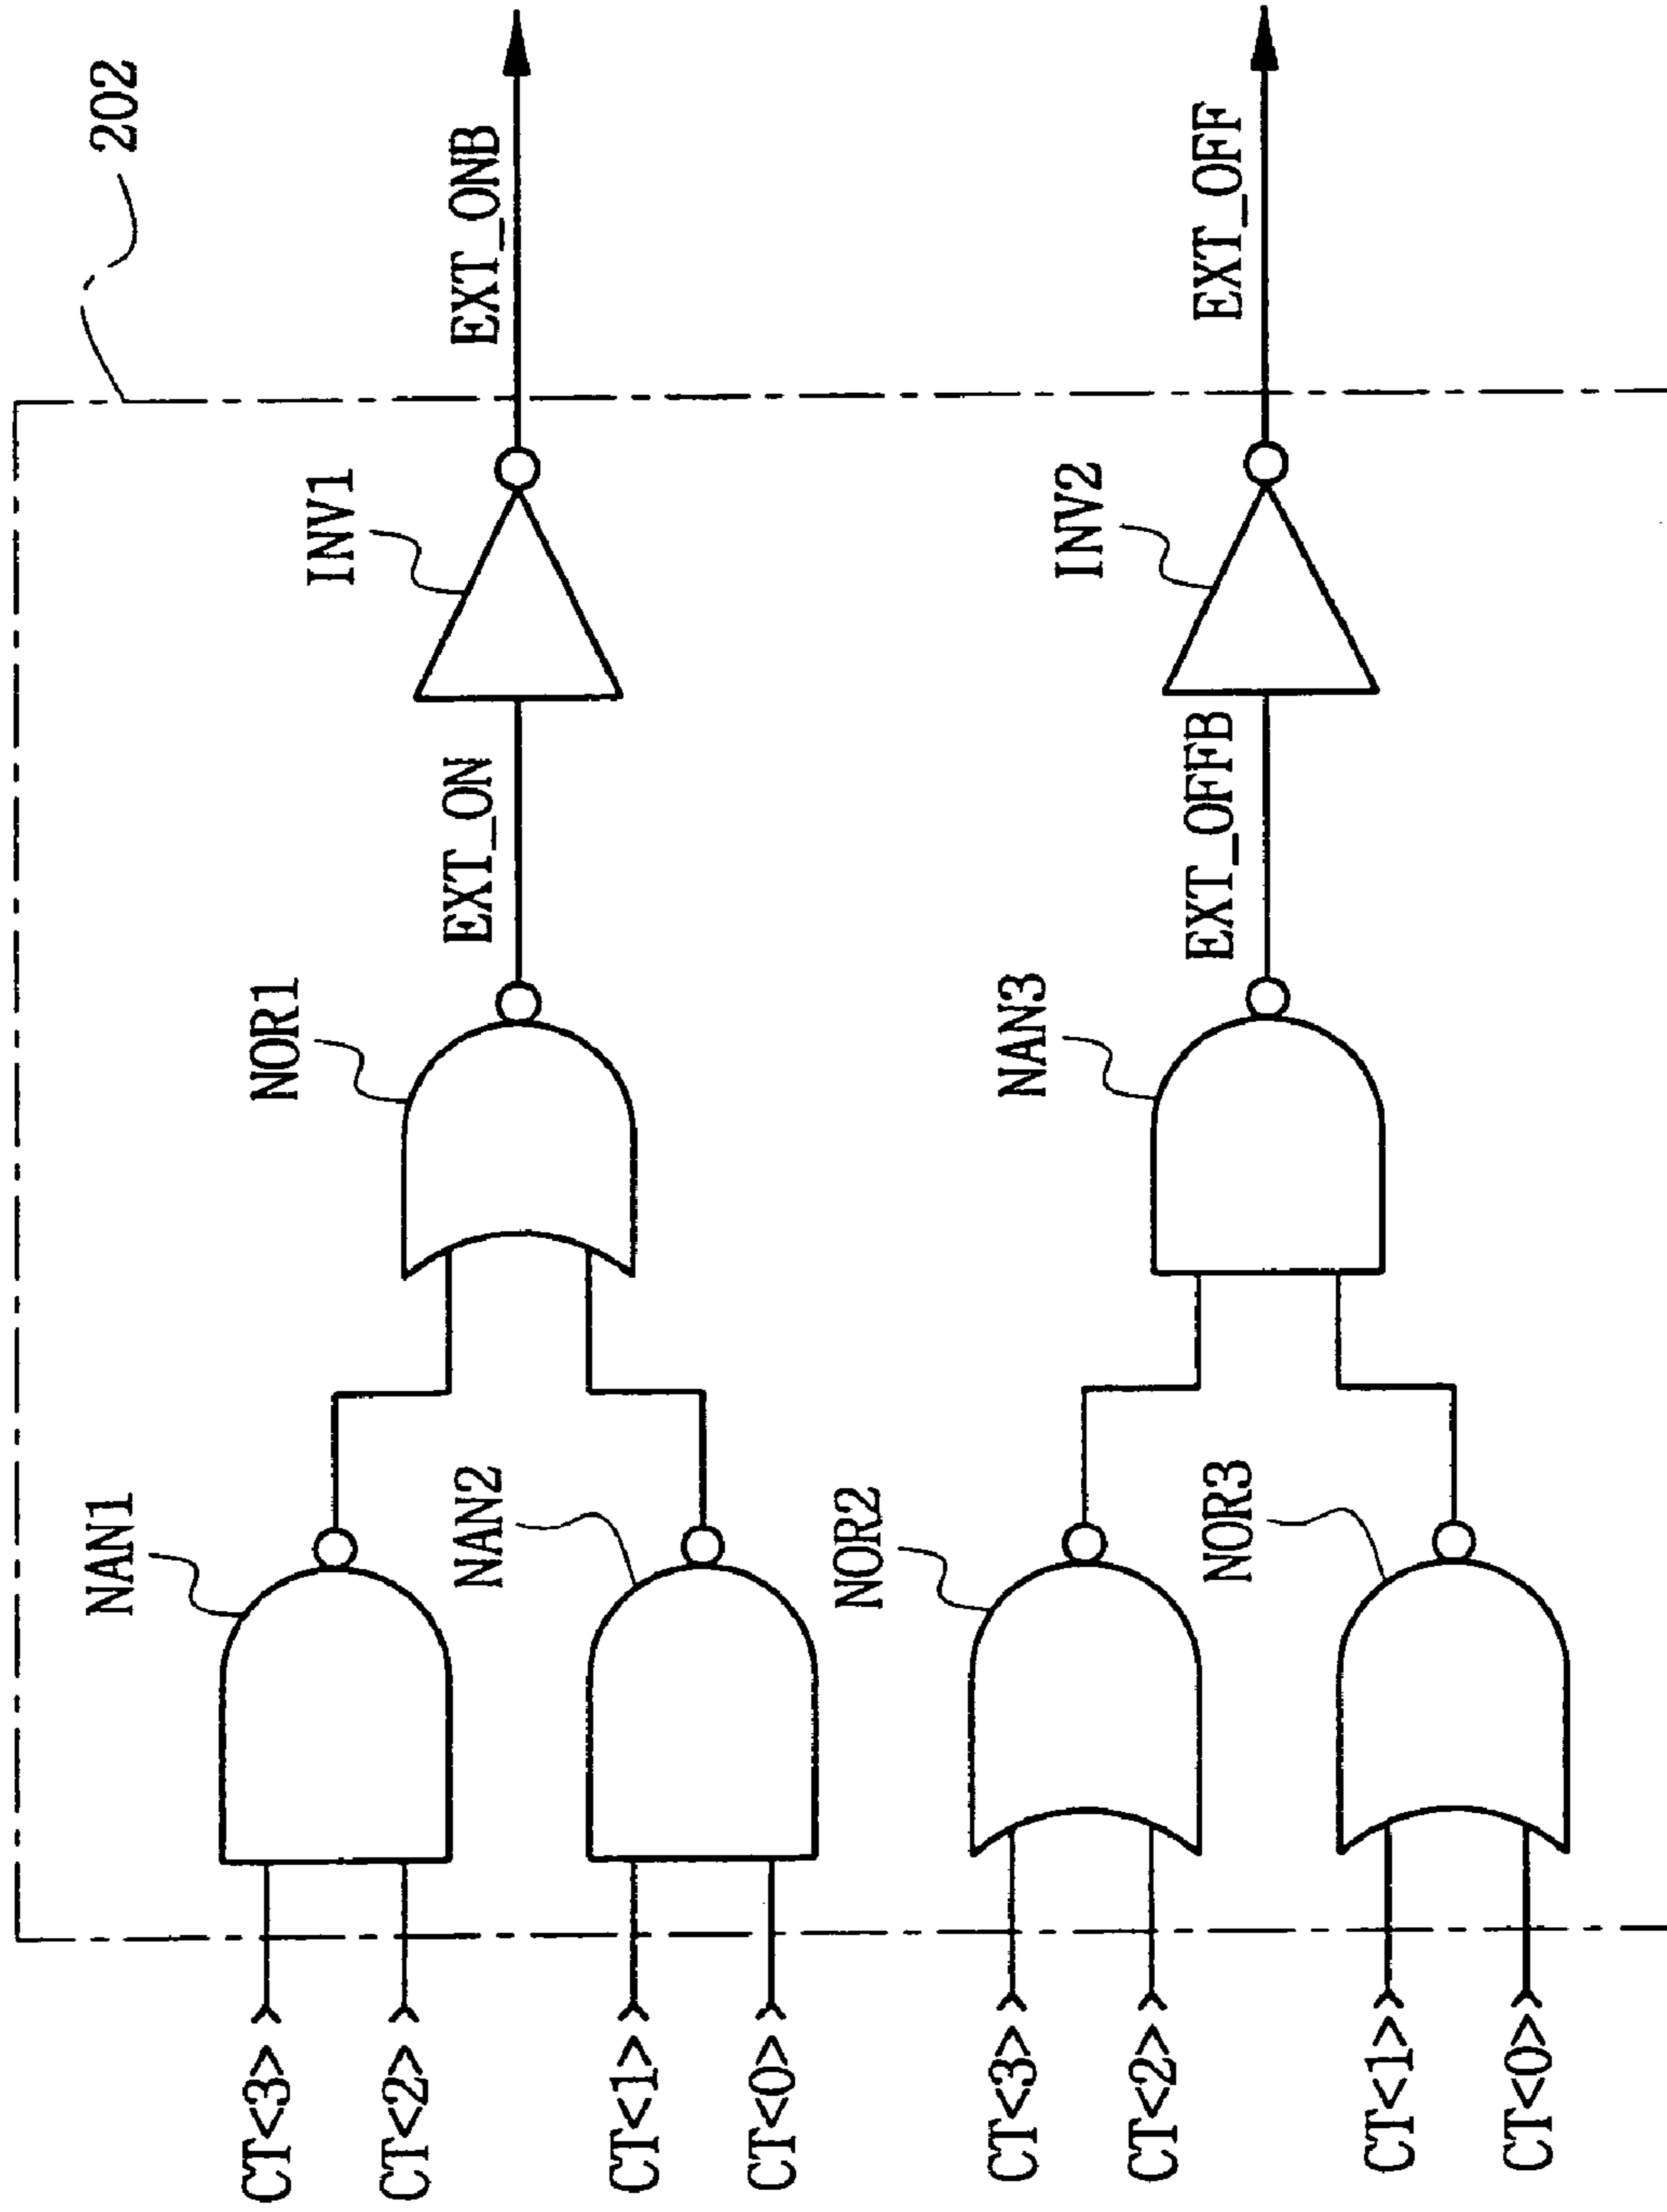 202
CT<3>
CT<2>
NAN1
CT<1>
CT<0>
NAN2
NOR1
EXT_ON
INV1
EXT_ONB
CT<3>
CT<2>
NOR2
CT<1>
CT<0>
NOR3
NAN3
EXT_OFFB
INV2
EXT_OFF